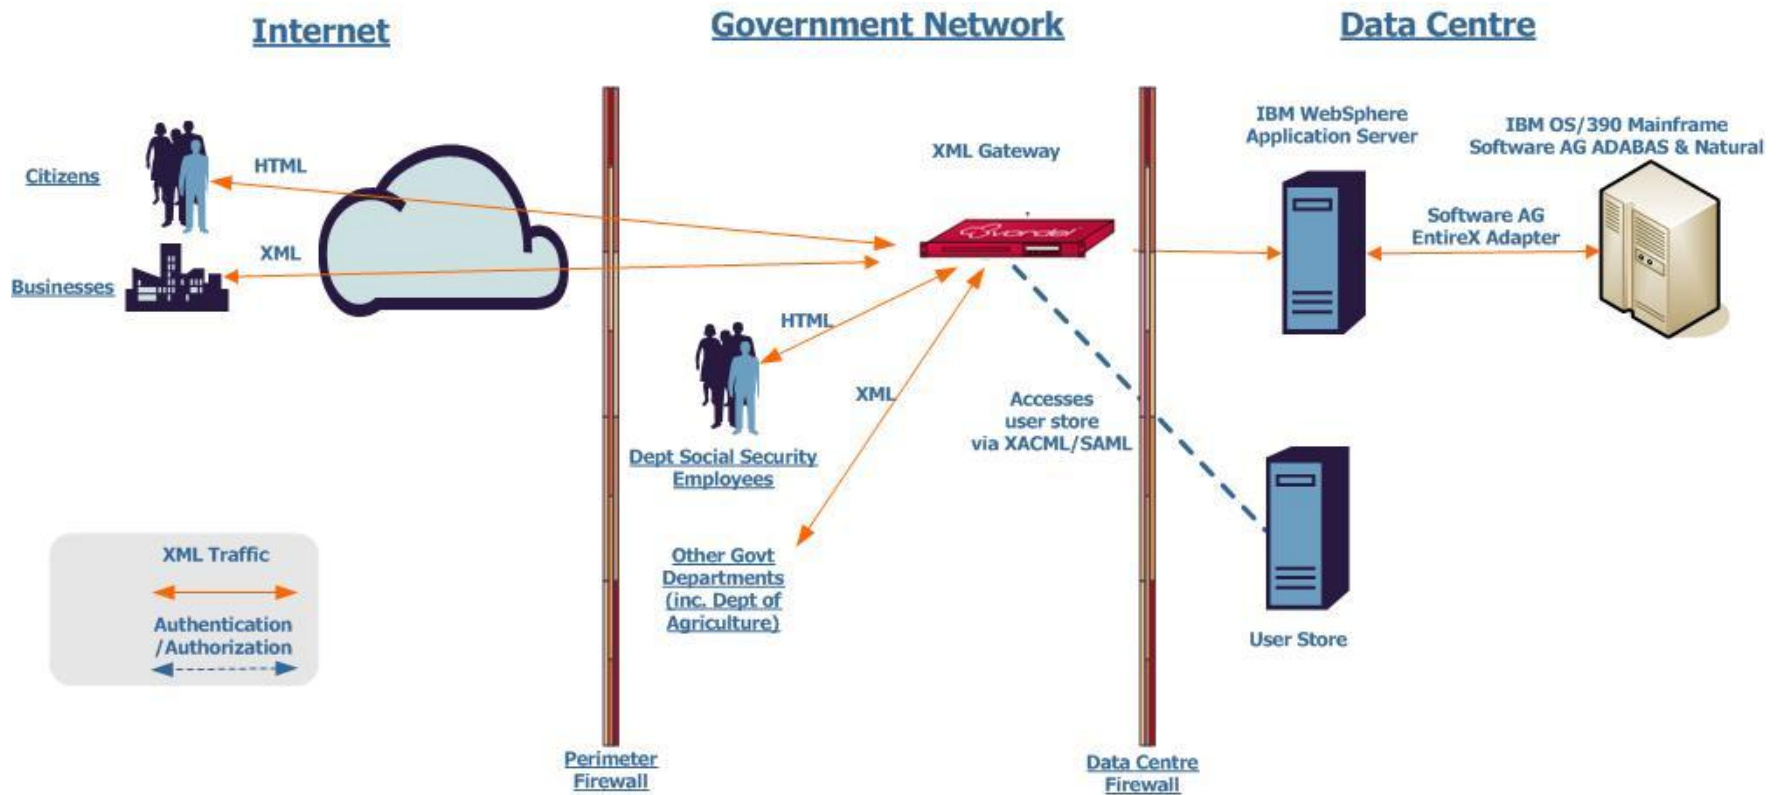 Internet
Government Network
Data Centre
Citizens
HTML
Businesses
XML
XML Gateway
vordel
IBM WebSphere
Application Server
IBM OS/390 Mainframe
Software AG ADABAS & Natural
Software AG
EntireX Adapter
HTML
XML
Dept Social Security
Employees
Accesses
user store
via XACML/SAML
Other Govt
Departments
(inc. Dept of
Agriculture)
User Store
XML Traffic
Authentication
/Authorization
Perimeter
Firewall
Data Centre
Firewall